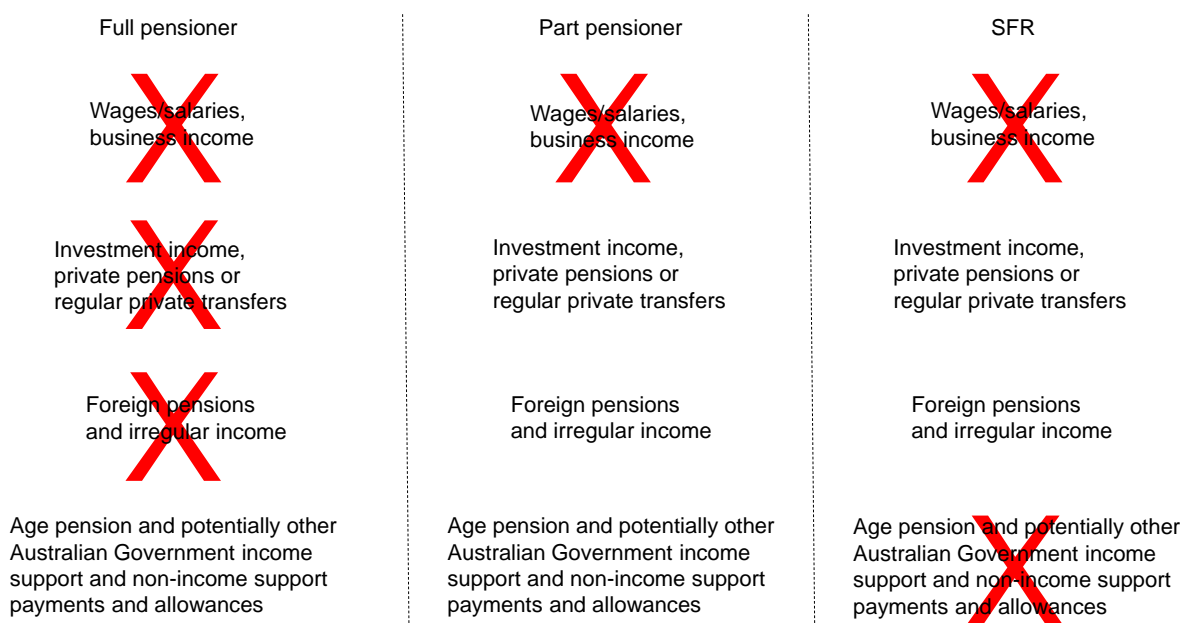 Full pensioner
Wages/salaries,
business income
Investment income,
private pensions or
regular private transfers
Foreign pensions
and irregular income
Age pension and potentially other
Australian Government income
support and non-income support
payments and allowances
Part pensioner
Wages/salaries,
business income
Investment income,
private pensions or
regular private transfers
Foreign pensions
and irregular income
Age pension and potentially other
Australian Government income
support and non-income support
payments and allowances
SFR
Wages/salaries,
business income
Investment income,
private pensions or
regular private transfers
Foreign pensions
and irregular income
Age pension and potentially other
Australian Government income
support and non-income support
payments and allowances